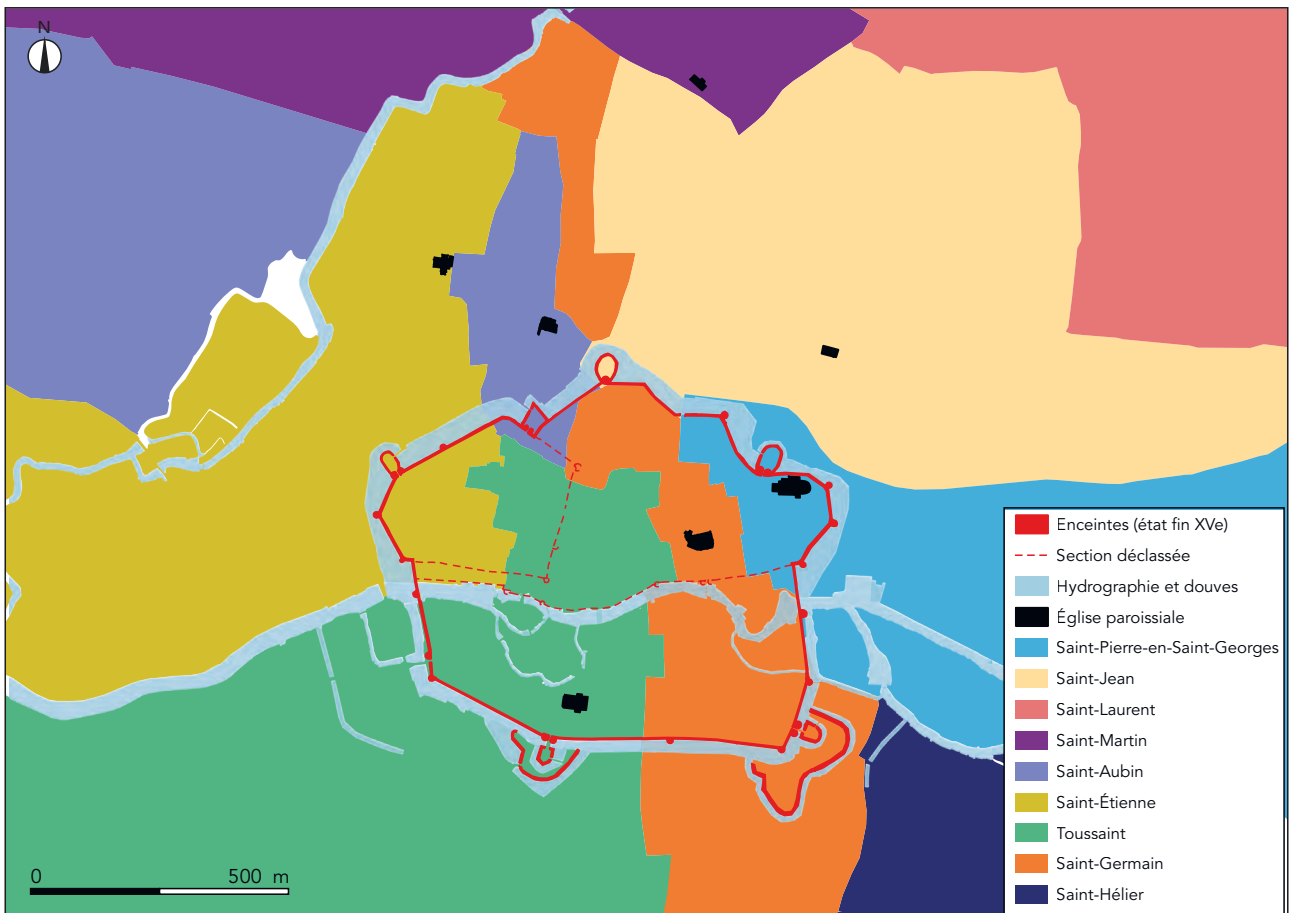 N
Enceintes (état fin XVe)
Section déclassée
Hydrographie et douves
Église paroissiale
Saint-Pierre-en-Saint-Georges
Saint-Jean
Saint-Laurent
Saint-Martin
Saint-Aubin
Saint-Étienne
Toussaint
Saint-Germain
Saint-Hélier
0 500 m